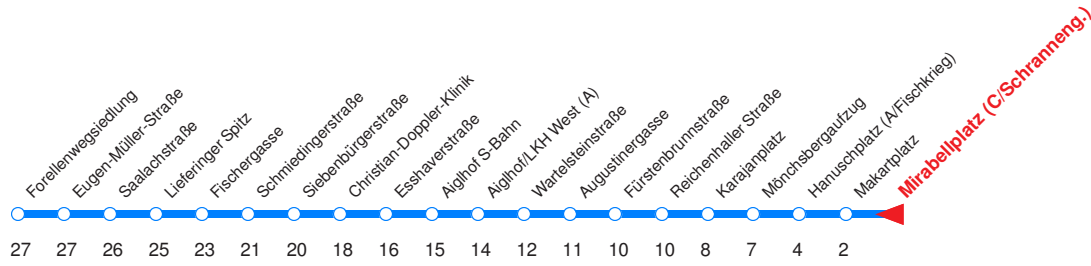 Forellenwegsiedlung
Eugen-Müller-Straße
Saalachstraße
Lieferinger Spitz
Fischergasse
Schmiedingerstraße
Siebenbürgerstraße
Christian-Doppler-Klinik
Esshaverstraße
Aiglhof S-Bahn
Aiglhof/LKH West (A)
Wartelsteinstraße
Augustinergasse
Fürstenbrunnstraße
Reichenhaller Straße
Karajanplatz
Mönchsbergaufzug
Hanuschplatz (A/Fischkrieg)
Makartplatz
Mirabellplatz (C/Schranneng.)
27 27 26 25 23 21 20 18 16 15 14 12 11 10 10 8 7 4 2